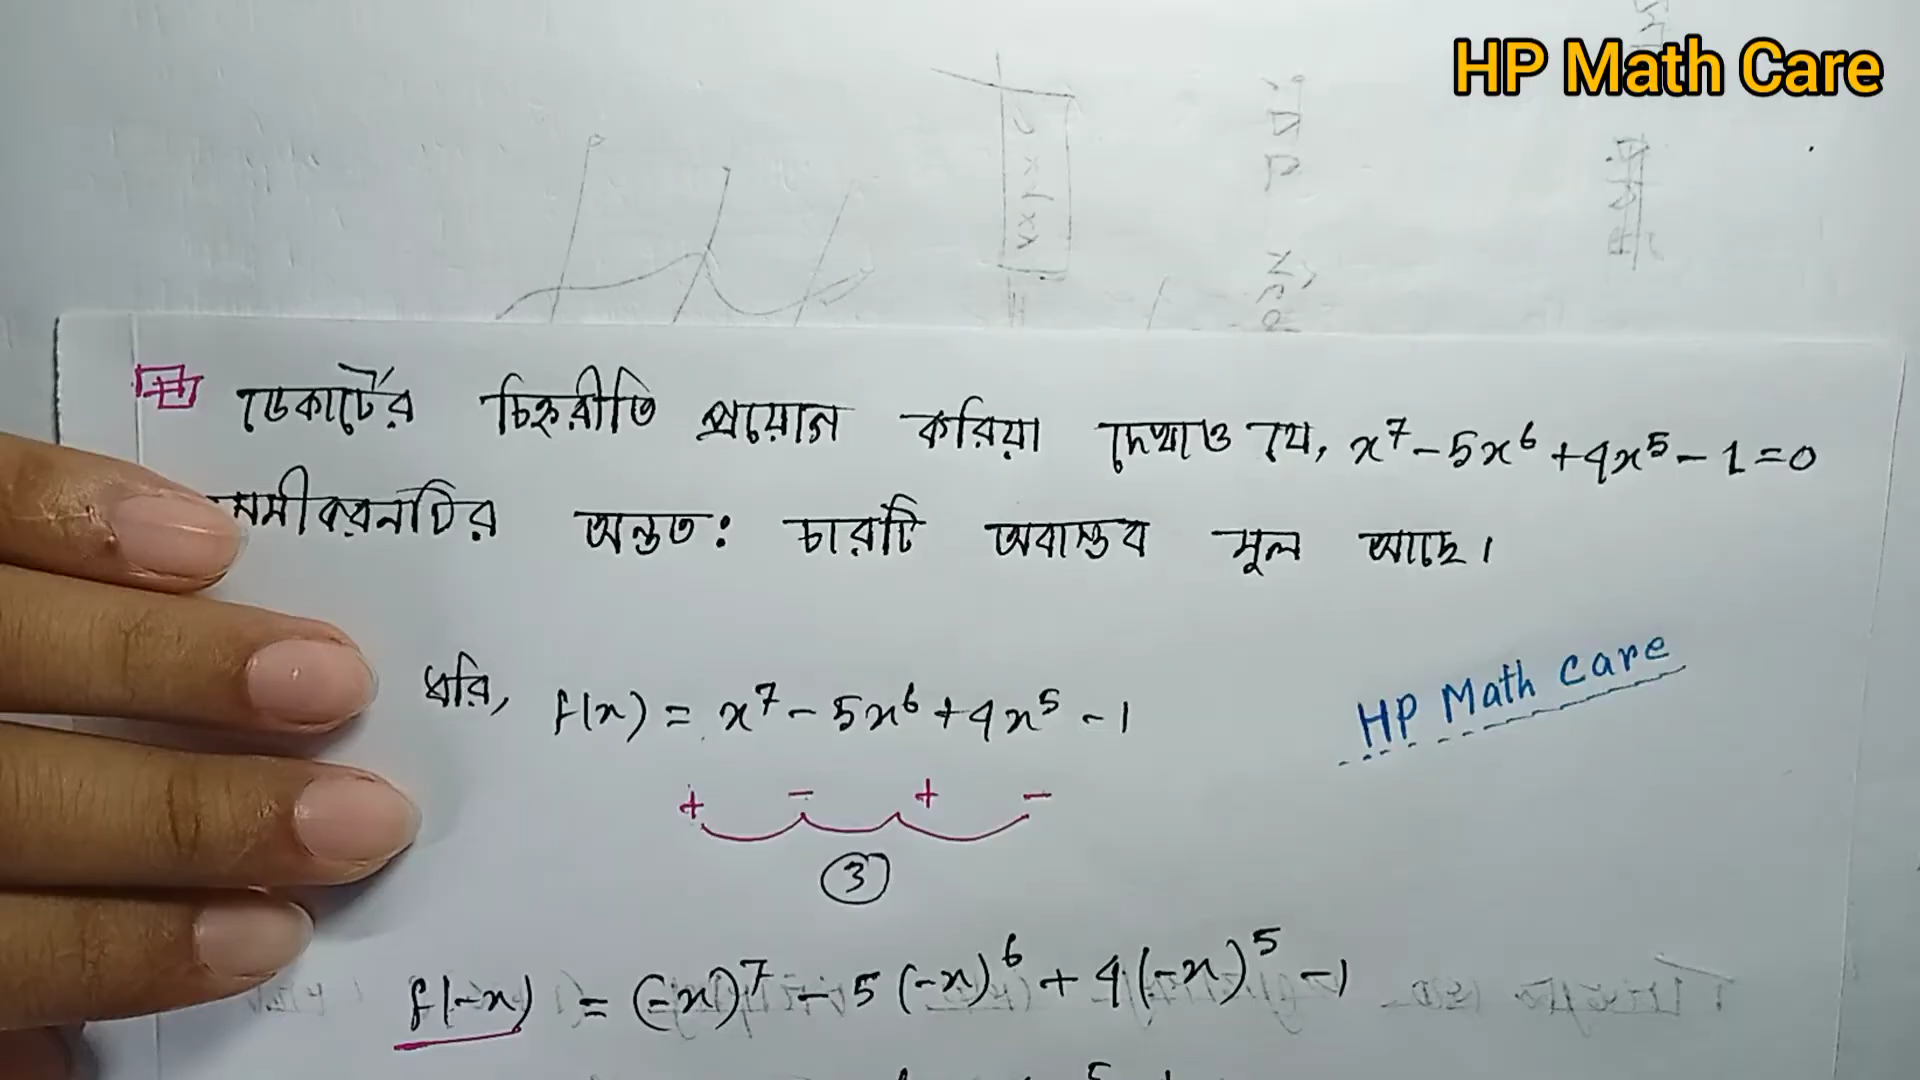 HP Math Care
ডেকার্টের চিহ্নরীতি প্রয়োগ করিয়া দেখাও যে, x⁷ - 5x⁶ + 4x⁵ - 1 = 0
সমীকরনটির অন্তত: চারটি অবাস্তব মূল আছে।
HP Math Care
ধরি, f(x) = x⁷ - 5x⁶ + 4x⁵ - 1
+ - + -
3
f(-x) = (-x)⁷ - 5(-x)⁶ + 4(-x)⁵ - 1